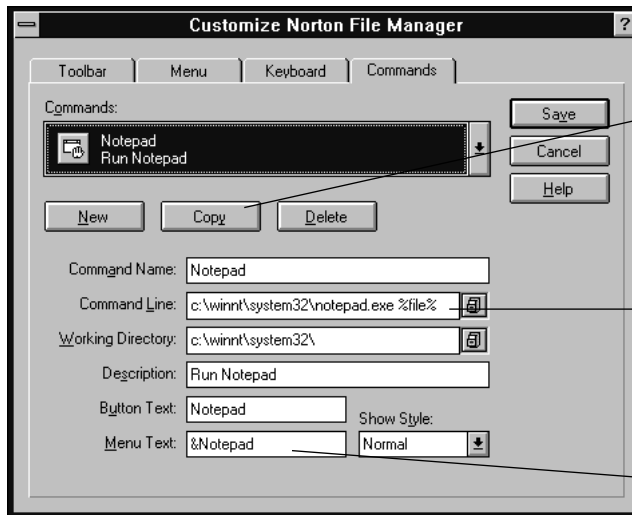 Customize Norton File Manager ?
Toolbar Menu Keyboard Commands
Commands:
Notepad
Run Notepad
Save
Cancel
Help
New Copy Delete
Command Name: Notepad
Command Line: c:\winnt\system32\notepad.exe %file%
Working Directory: c:\winnt\system32\
Description: Run Notepad
Button Text: Notepad
Show Style:
Menu Text: &Notepad Normal